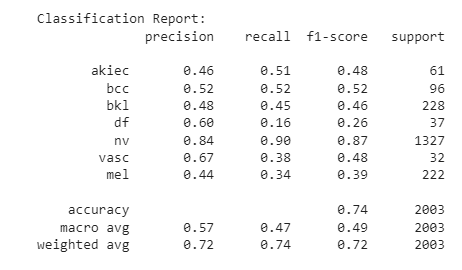 Classification Report:
precision recall f1-score support
akiec 0.46 0.51 0.48 61
bcc 0.52 0.52 0.52 96
bkl 0.48 0.45 0.46 228
df 0.60 0.16 0.26 37
nv 0.84 0.90 0.87 1327
vasc 0.67 0.38 0.48 32
mel 0.44 0.34 0.39 222
accuracy 0.74 2003
macro avg 0.57 0.47 0.49 2003
weighted avg 0.72 0.74 0.72 2003